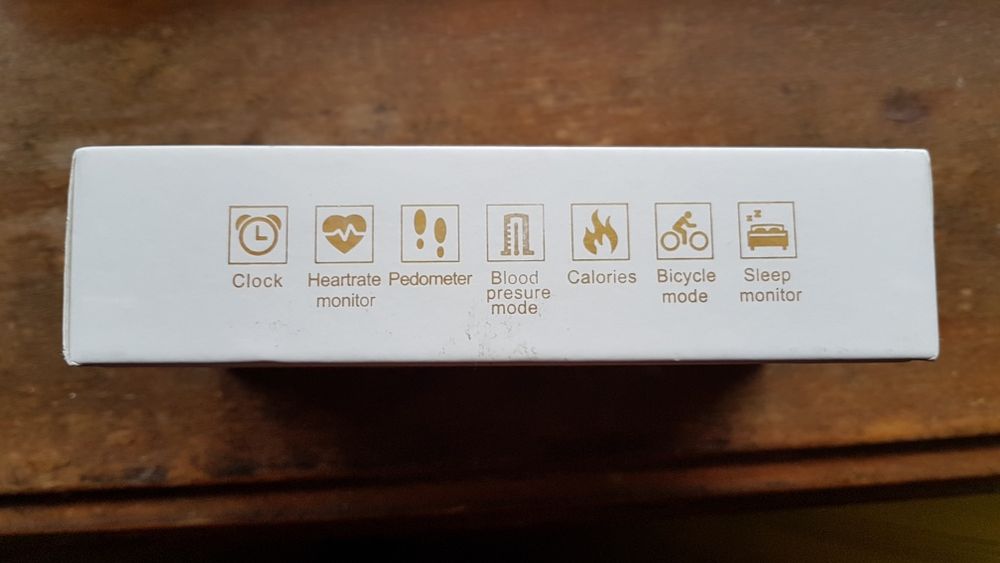 Clock
Heartrate
monitor
Pedometer
Blood
presure
mode
Calories
Bicycle
mode
Sleep
monitor